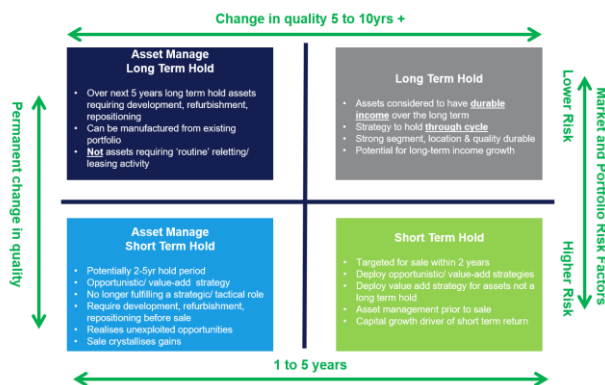 Change in quality 5 to 10yrs +
Asset Manage
Long Term Hold
• Over next 5 years long term hold assets
requiring development, refurbishment,
repositioning
• Can be manufactured from existing
portfolio
• Not assets requiring 'routine' reletting/
leasing activity
Long Term Hold
• Assets considered to have durable
income over the long term
• Strategy to hold through cycle
• Strong segment, location & quality durable
• Potential for long-term income growth
Permanent change in quality
Lower Risk
Higher Risk
Market and Portfolio Risk Factors
Asset Manage
Short Term Hold
• Potentially 2-5yr hold period
• Opportunistic/ value-add strategy
• No longer fulfilling a strategic/ tactical role
• Require development, refurbishment,
repositioning before sale
• Realises unexploited opportunities
• Sale crystallises gains
Short Term Hold
• Targeted for sale within 2 years
• Deploy opportunistic/ value-add strategies
• Deploy value add strategy for assets not a
long term hold
• Asset management prior to sale
• Capital growth driver of short term return
1 to 5 years